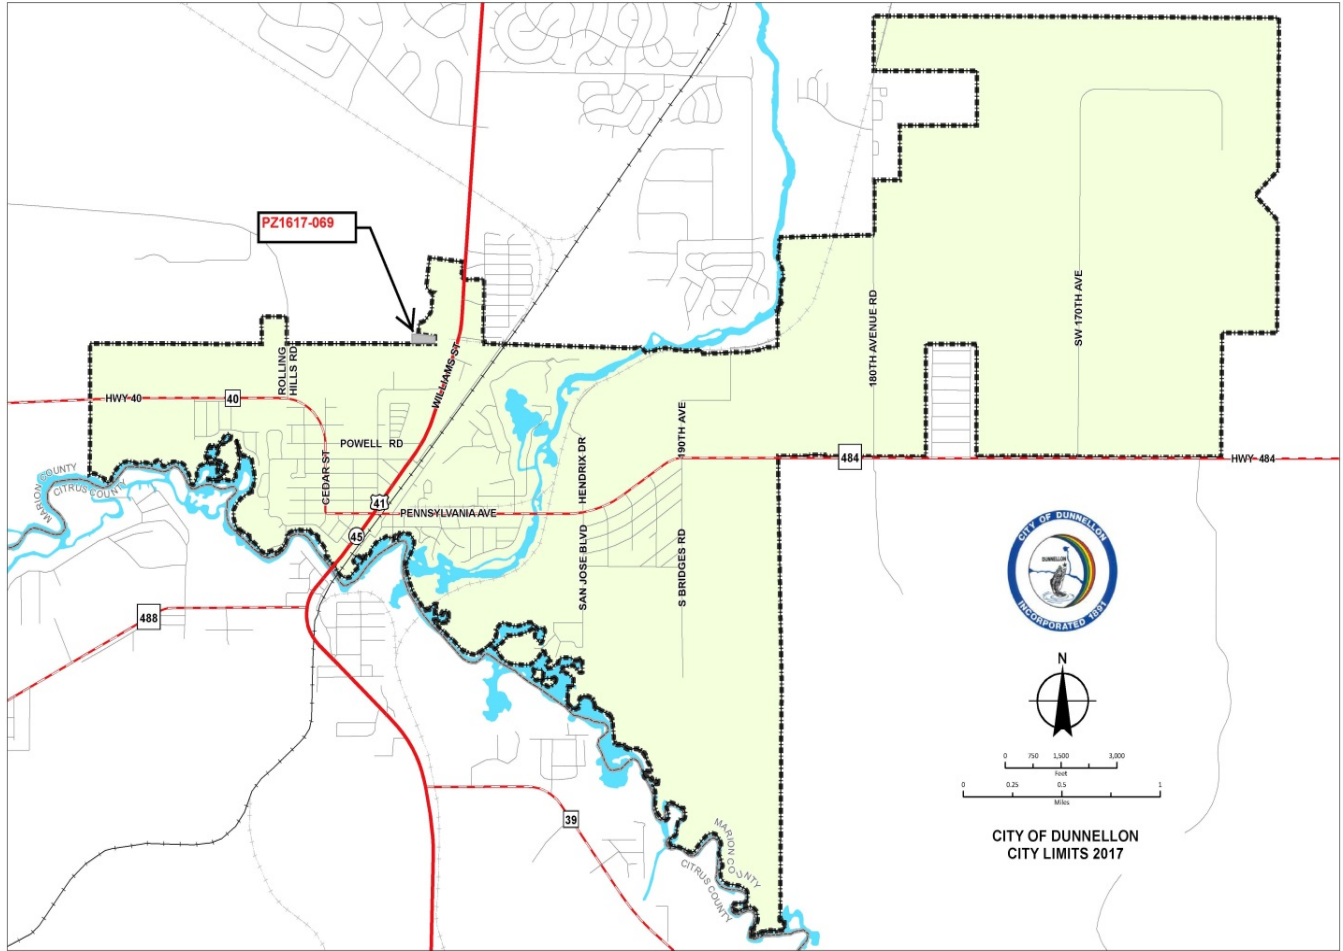 PZ1617-069
ROLLING
HILLS RD
WILLIAMS ST
180TH AVENUE RD
SW 170TH AVE
HWY 40
40
POWELL RD
CEDAR ST
190TH AVE
HENDRIX DR
484
HWY 484
MARION COUNTY
CITRUS COUNTY
41
PENNSYLVANIA AVE
45
SAN JOSE BLVD
S BRIDGES RD
CITY OF DUNNELLON
DUNNELLON
INCORPORATED 1891
488
N
0 750 1,500 3,000
Feet
0 0.25 0.5 1
Miles
39
MARION COUNTY
CITRUS COUNTY
CITY OF DUNNELLON
CITY LIMITS 2017